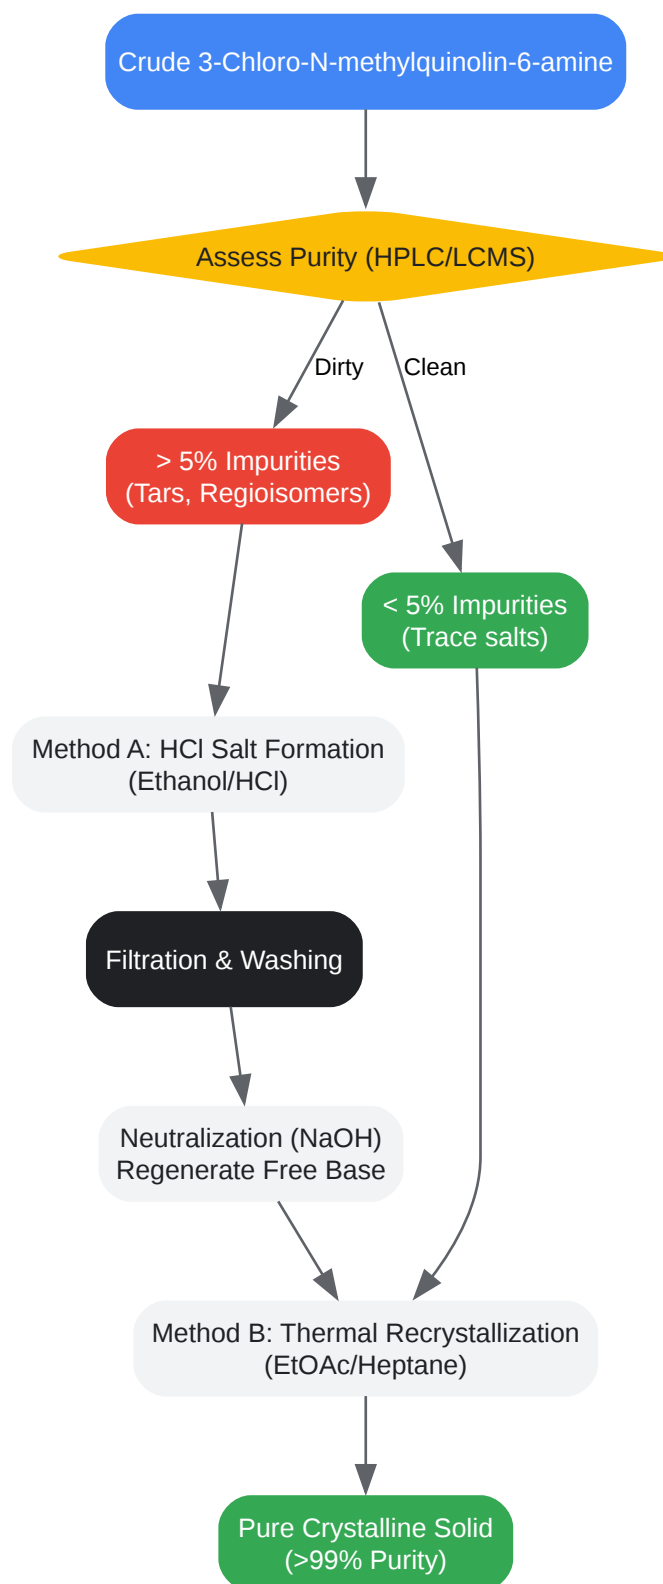 Crude 3-Chloro-N-methylquinolin-6-amine
Assess Purity (HPLC/LCMS)
Dirty
Clean
> 5% Impurities
(Tars, Regioisomers)
< 5% Impurities
(Trace salts)
Method A: HCl Salt Formation
(Ethanol/HCl)
Filtration & Washing
Neutralization (NaOH)
Regenerate Free Base
Method B: Thermal Recrystallization
(EtOAc/Heptane)
Pure Crystalline Solid
(>99% Purity)